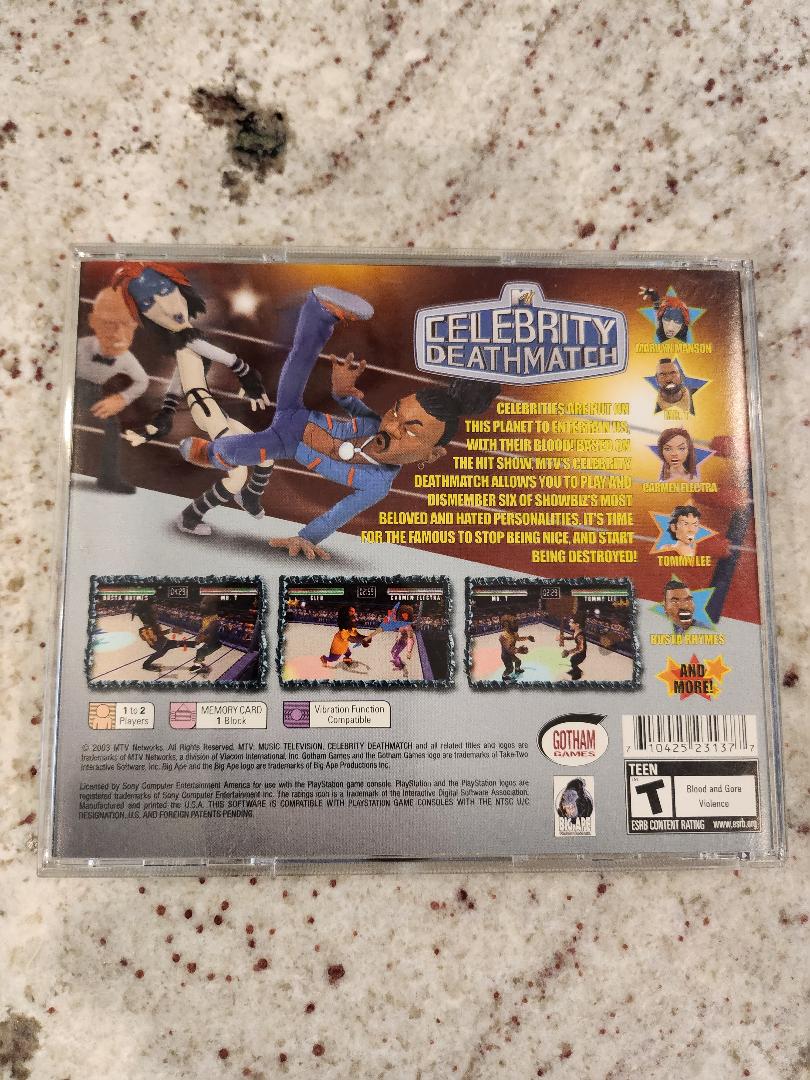 CELEBRITY
DEATHMATCH
MARILYN MANSON
MR. T
CARMEN ELECTRA
TOMMY LEE
BUSTA RHYMES
AND
MORE!
CELEBRITIES ARE PUT ON
THIS PLANET TO ENTERTAIN US,
WITH THEIR BLOOD! BASED ON
THE HIT SHOW, MTV'S CELEBRITY
DEATHMATCH ALLOWS YOU TO PLAY AND
DISMEMBER SIX OF SHOWBIZ'S MOST
BELOVED AND HATED PERSONALITIES. IT'S TIME
FOR THE FAMOUS TO STOP BEING NICE, AND START
BEING DESTROYED!
BUSTA RHYMES 04:29 MR. T
02:59 CARMEN ELECTRA
MR. T 02:29 TOMMY LEE
1 to 2
Players
MEMORY CARD
1 Block
Vibration Function
Compatible
© 2003 MTV Networks. All Rights Reserved. MTV: MUSIC TELEVISION, CELEBRITY DEATHMATCH and all related titles and logos are
trademarks of MTV Networks, a division of Viacom International, Inc. Gotham Games and the Gotham Games logo are trademarks of Take-Two
Interactive Software, Inc. Big Ape and the Big Ape logo are trademarks of Big Ape Productions Inc.
Licensed by Sony Computer Entertainment America for use with the PlayStation game console. PlayStation and the PlayStation logos are
registered trademarks of Sony Computer Entertainment Inc. The ratings icon is a trademark of the Interactive Digital Software Association.
Manufactured and printed in the U.S.A. THIS SOFTWARE IS COMPATIBLE WITH PLAYSTATION GAME CONSOLES WITH THE NTSC U/C
DESIGNATION. U.S. AND FOREIGN PATENTS PENDING.
GOTHAM
GAMES
BIG APE
7 10425 23137 7
TEEN
T
Blood and Gore
Violence
ESRB CONTENT RATING www.esrb.org